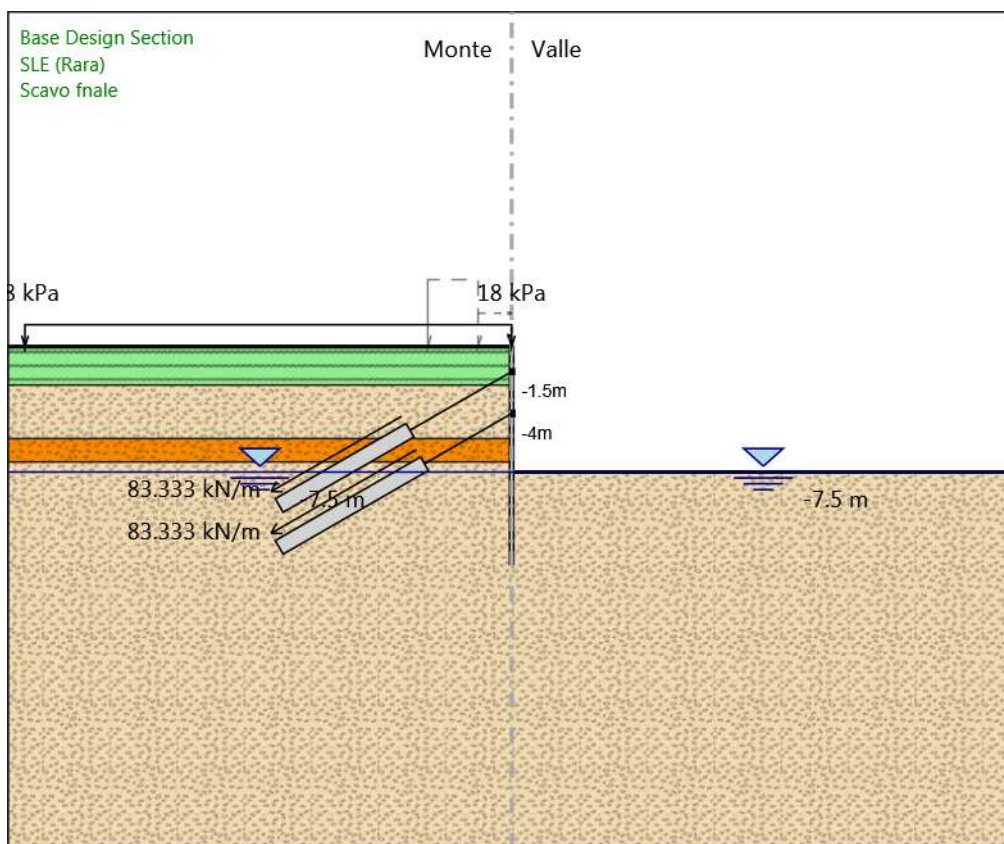 Base Design Section
SLE (Rara)
Scavo fnale
Monte
Valle
8 kPa
18 kPa
-1.5m
-4m
83.333 kN/m
7.5 m
-7.5 m
83.333 kN/m